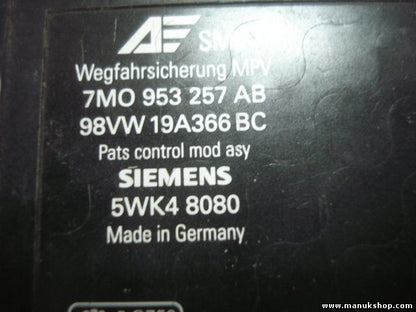 AE SM
Wegfahrsicherung MPV
7MO 953 257 AB
98VW 19A366 BC
Pats control mod asy
SIEMENS
5WK4 8080
Made in Germany
www.manukshop.com